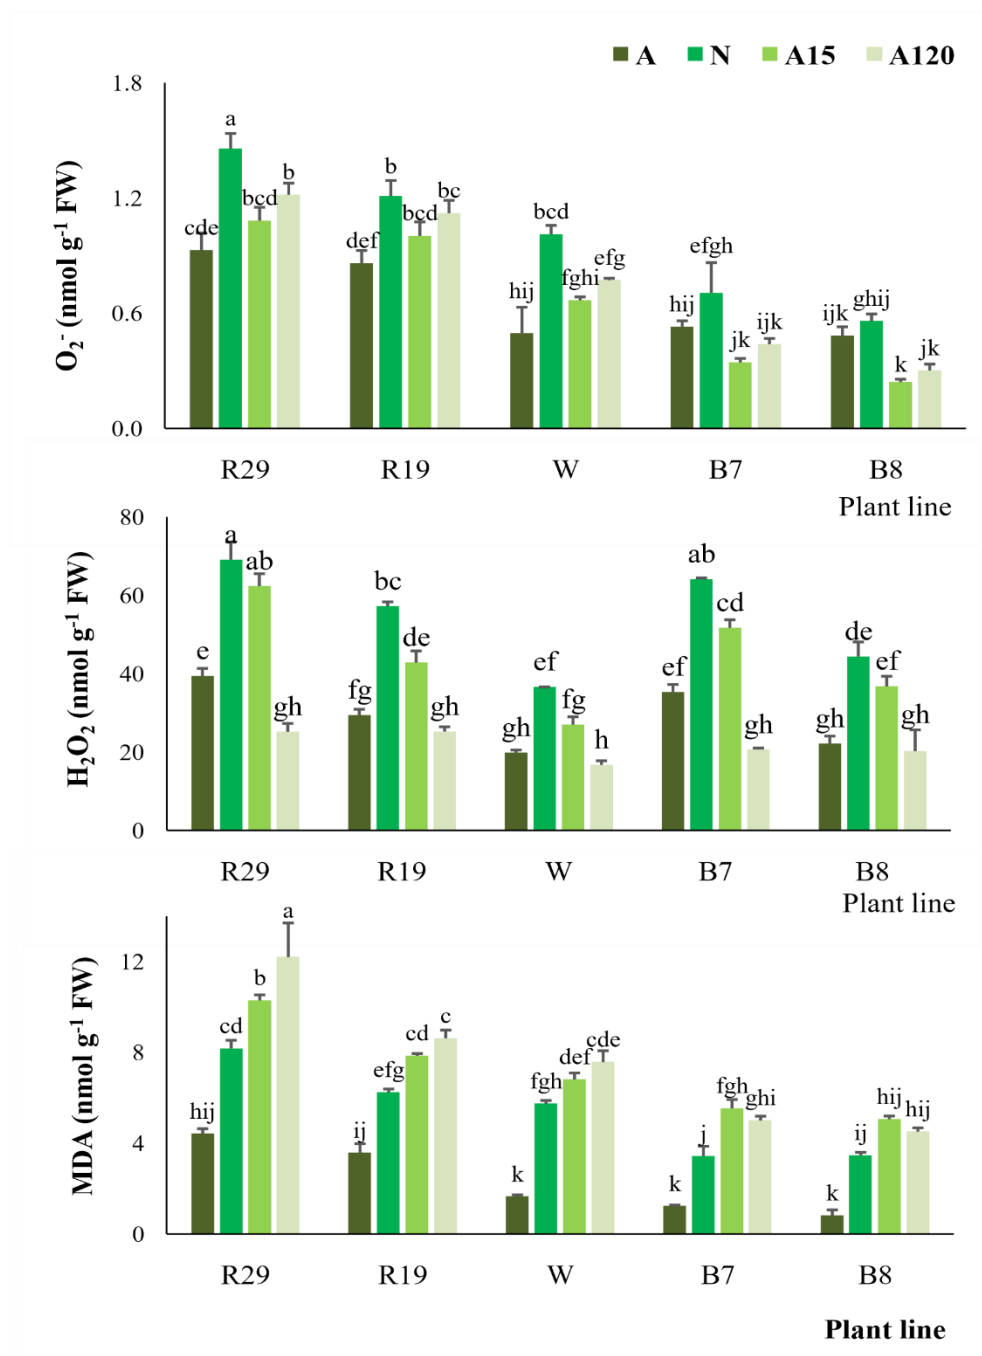 A N A15 A120
O₂⁻ (nmol g⁻¹ FW)
1.8
1.2
0.6
0.0
cde a bcd b
def b bcd bc
hij bcd fghi efg
hij efgh jk ijk
ijk ghij k jk
R29 R19 W B7 B8
Plant line
H₂O₂ (nmol g⁻¹ FW)
80
60
40
20
0
e a ab gh
fg bc de gh
gh ef fg h
ef ab cd gh
gh de ef gh
R29 R19 W B7 B8
Plant line
MDA (nmol g⁻¹ FW)
12
8
4
0
hij cd b a
ij efg cd c
k fgh def cde
k j fgh ghi
k ij hij hij
R29 R19 W B7 B8
Plant line